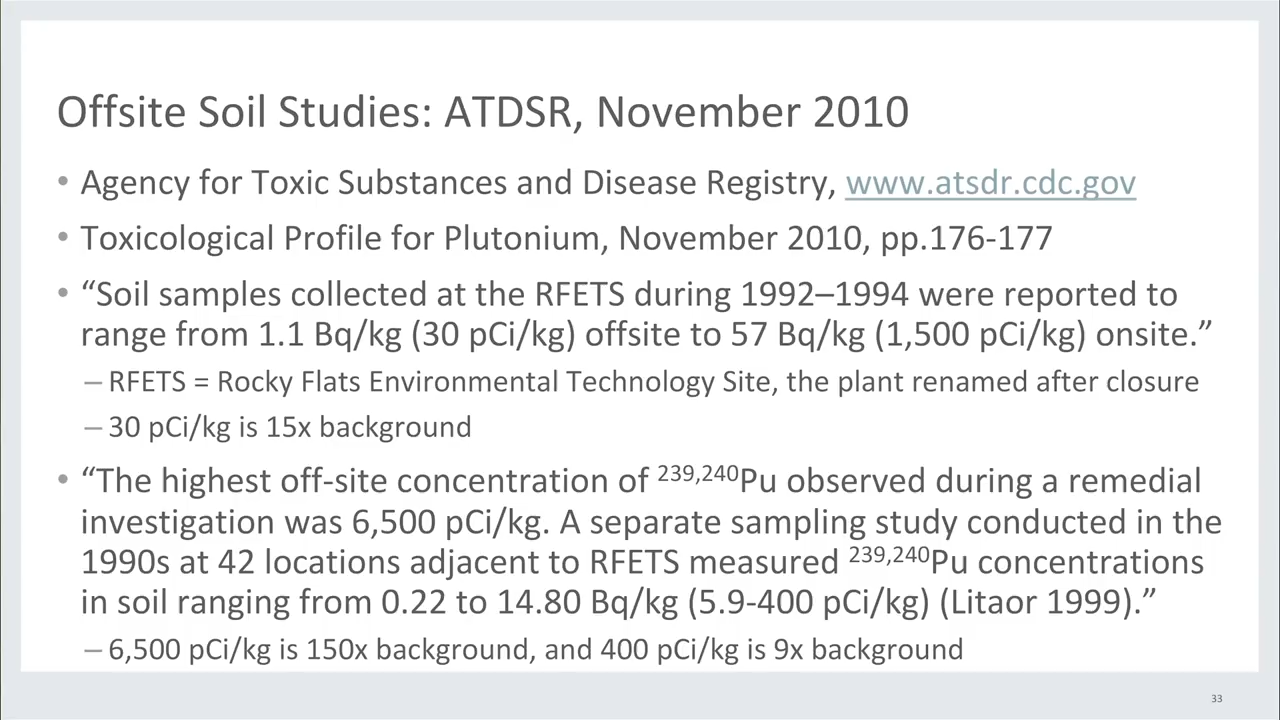 Offsite Soil Studies: ATDSR, November 2010
• Agency for Toxic Substances and Disease Registry, www.atsdr.cdc.gov
• Toxicological Profile for Plutonium, November 2010, pp.176-177
• “Soil samples collected at the RFETS during 1992–1994 were reported to
range from 1.1 Bq/kg (30 pCi/kg) offsite to 57 Bq/kg (1,500 pCi/kg) onsite.”
– RFETS = Rocky Flats Environmental Technology Site, the plant renamed after closure
– 30 pCi/kg is 15x background
• “The highest off-site concentration of ²³⁹,²⁴⁰Pu observed during a remedial
investigation was 6,500 pCi/kg. A separate sampling study conducted in the
1990s at 42 locations adjacent to RFETS measured ²³⁹,²⁴⁰Pu concentrations
in soil ranging from 0.22 to 14.80 Bq/kg (5.9-400 pCi/kg) (Litaor 1999).”
– 6,500 pCi/kg is 150x background, and 400 pCi/kg is 9x background
33